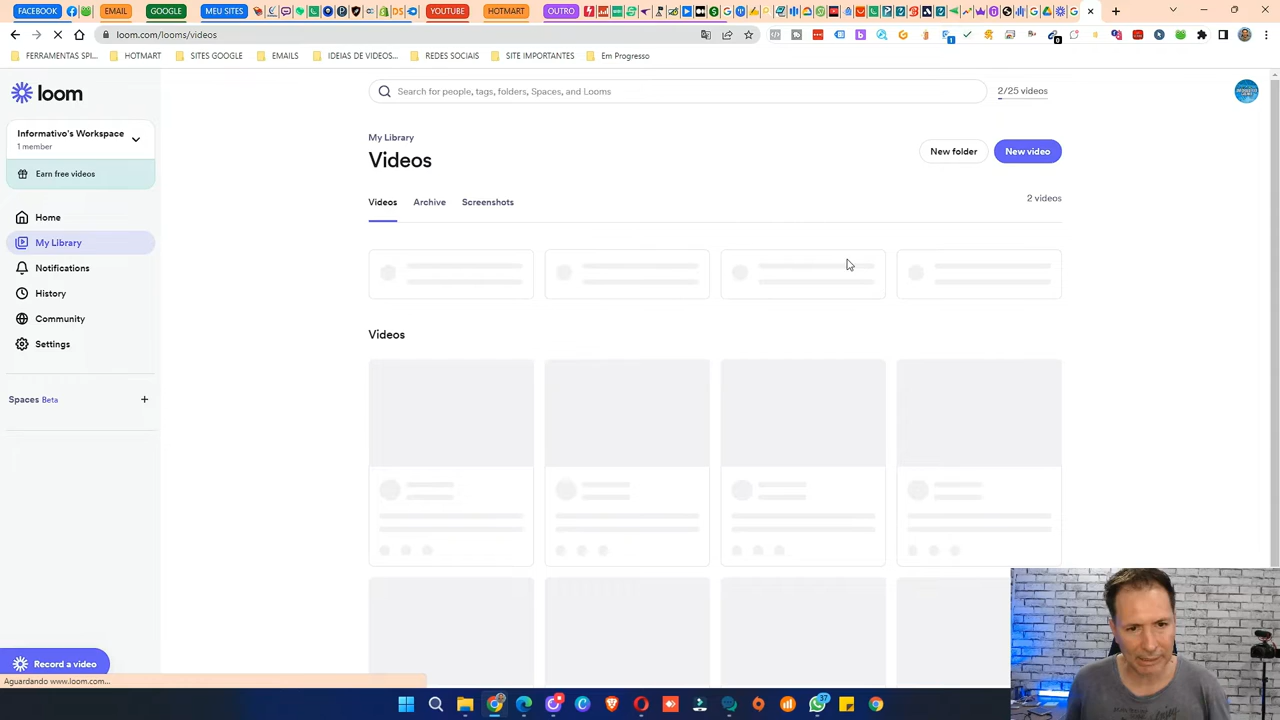 FACEBOOK EMAIL GOOGLE MEU SITES YOUTUBE HOTMART OUTRO
loom.com/looms/videos
FERRAMENTAS SPI... HOTMART SITES GOOGLE EMAILS IDEIAS DE VIDEOS... REDES SOCIAIS SITE IMPORTANTES Em Progresso
loom
Search for people, tags, folders, Spaces, and Looms
2/25 videos
Informativo's Workspace
1 member
Earn free videos
Home
My Library
Notifications
History
Community
Settings
Spaces Beta
My Library
Videos
New folder New video
Videos Archive Screenshots
2 videos
Videos
Record a video
Aguardando www.loom.com...
37